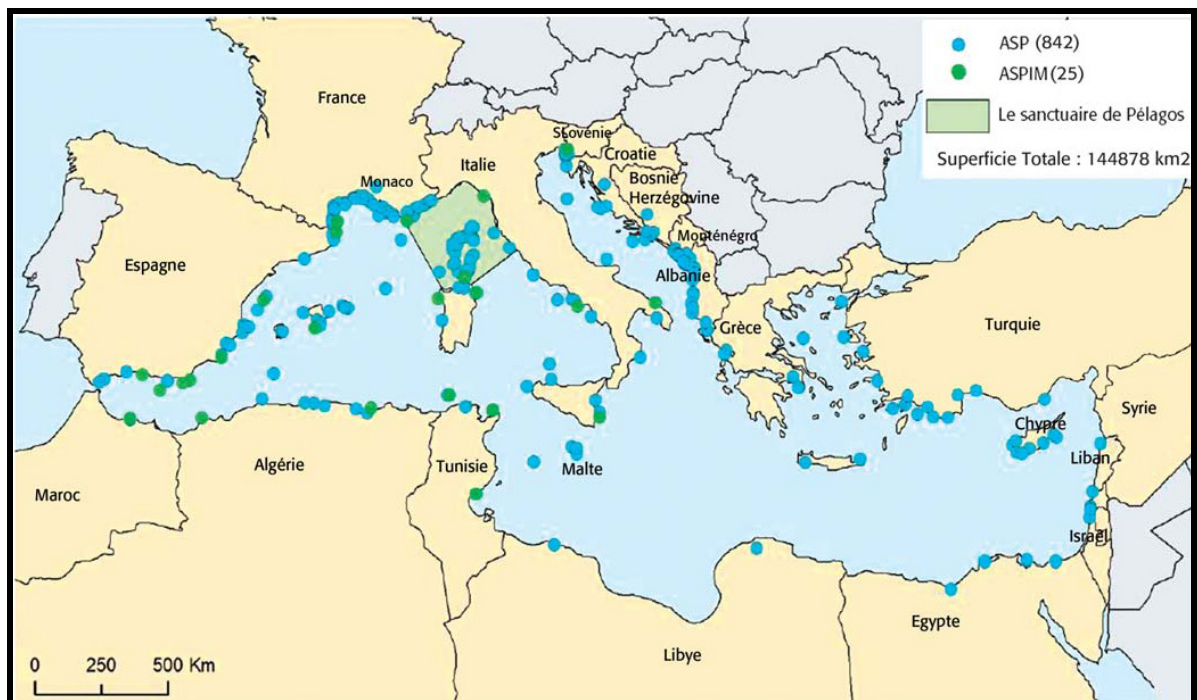 ASP (842)
ASPIM (25)
Le sanctuaire de Pélagos
Superficie Totale : 144878 km2
France
Slovénie
Croatie
Italie
Bosnie
Herzégovine
Monaco
Monténégro
Espagne
Albanie
Grèce
Turquie
Syrie
Chypre
Liban
Algérie
Tunisie
Malte
Maroc
Israël
Egypte
Libye
0 250 500 Km